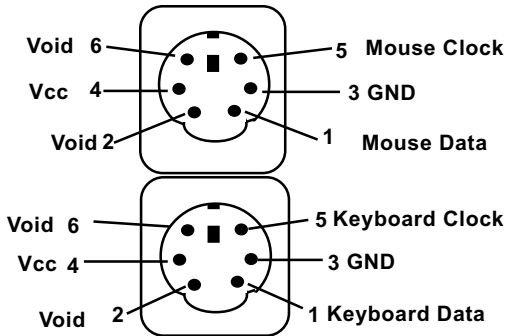 Void 6 5 Mouse Clock
Vcc 4 3 GND
Void 2 1 Mouse Data
Void 6 5 Keyboard Clock
Vcc 4 3 GND
Void 2 1 Keyboard Data